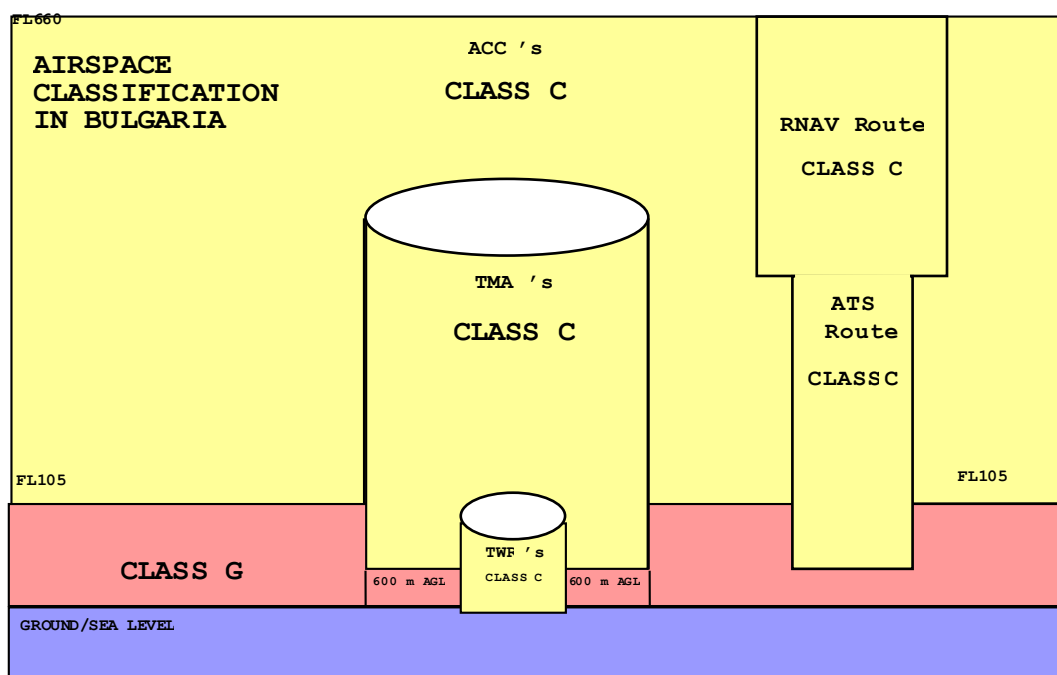 FL660
AIRSPACE
CLASSIFICATION
IN BULGARIA
ACC 's
CLASS C
RNAV Route
CLASS C
TMA 's
CLASS C
ATS
Route
CLASS C
FL105
FL105
TWR 's
CLASS C
CLASS G
600 m AGL
600 m AGL
GROUND/SEA LEVEL